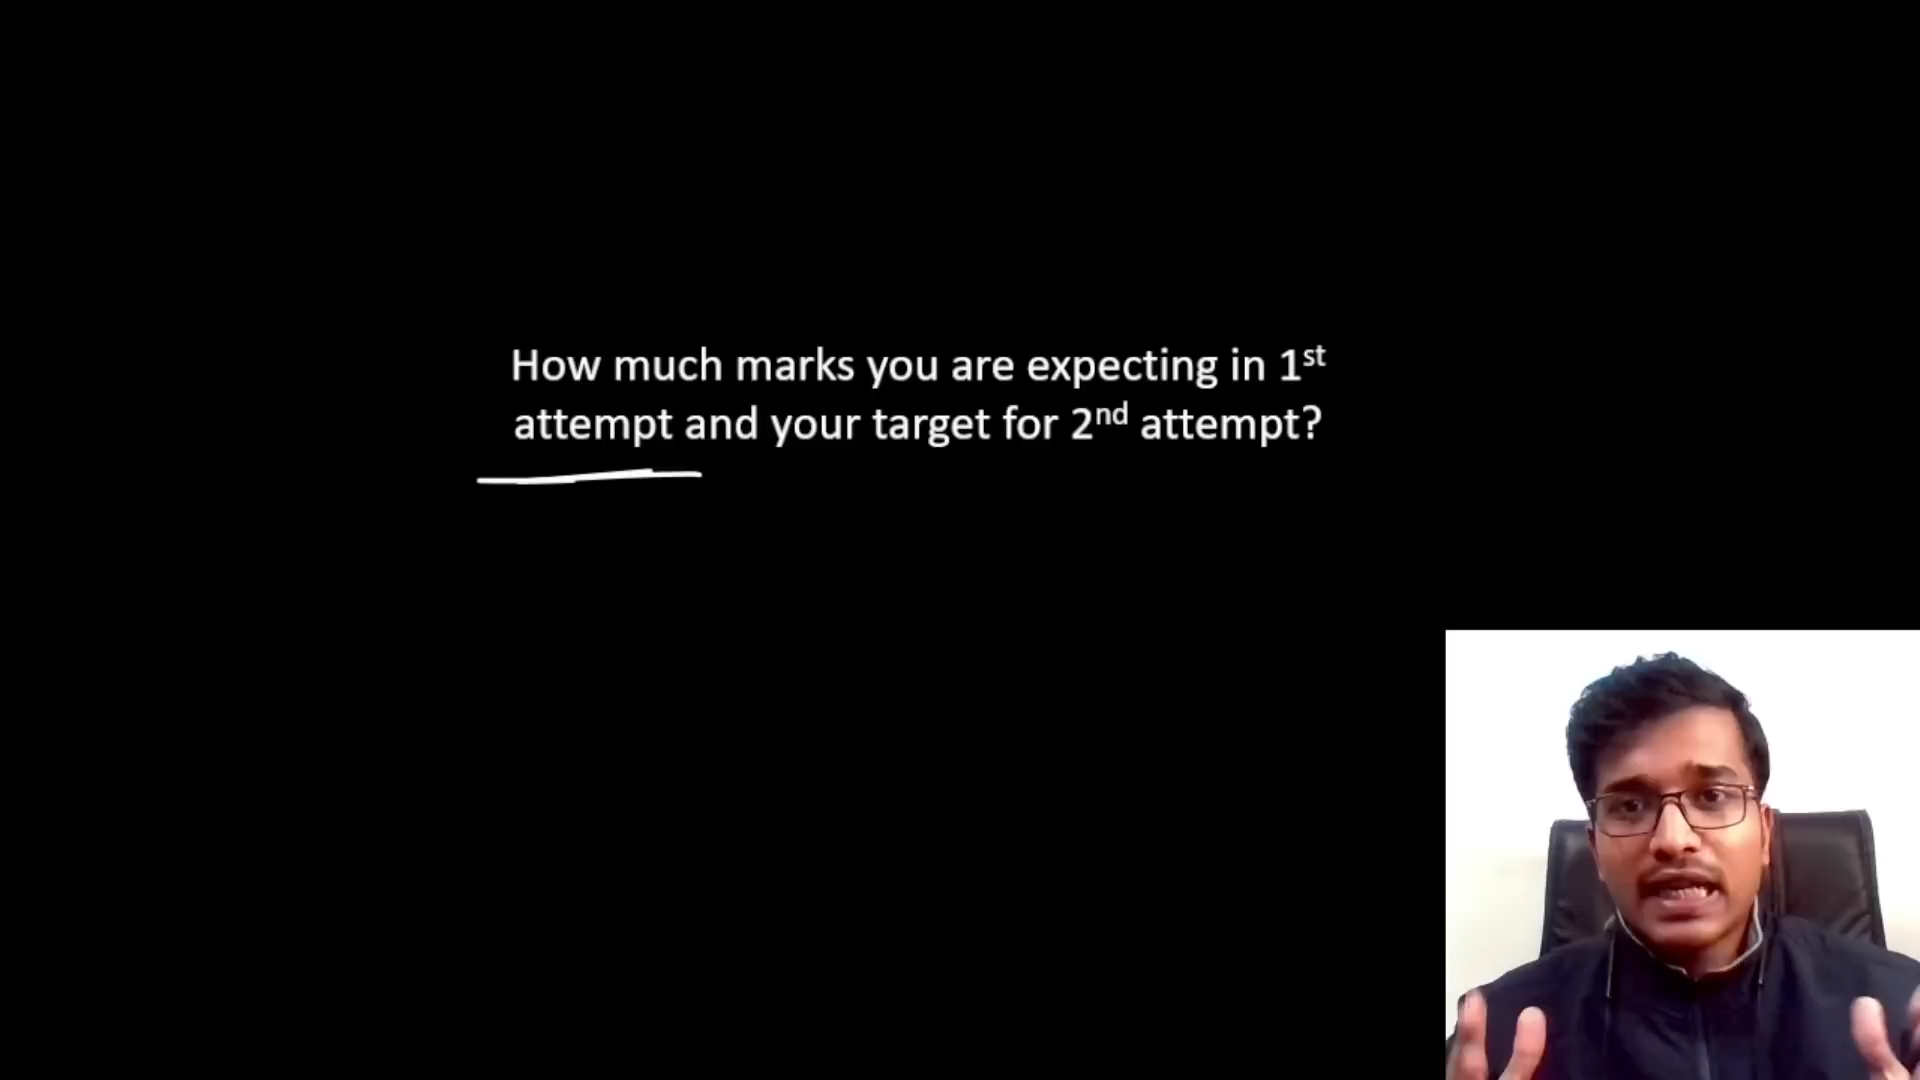 How much marks you are expecting in 1st
attempt and your target for 2nd attempt?